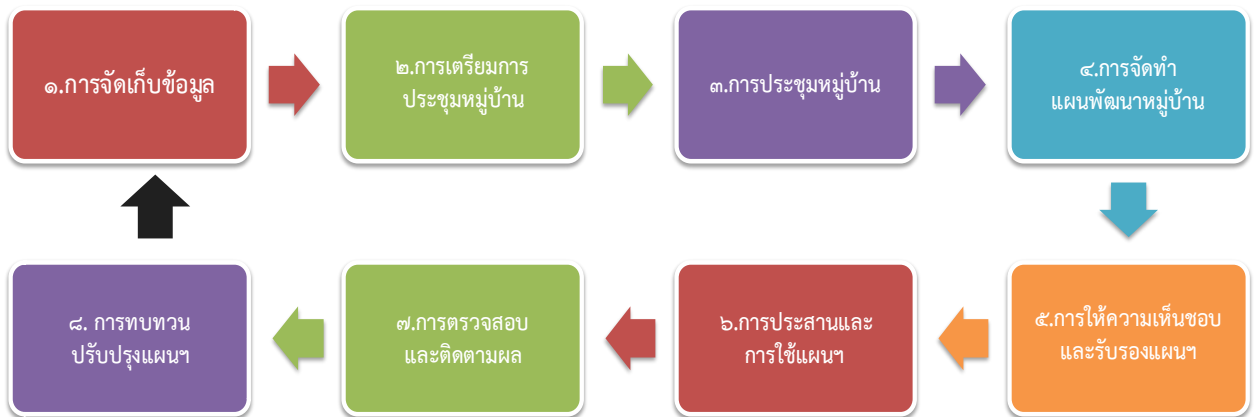 ๑.การจัดเก็บข้อมูล
๒.การเตรียมการ
ประชุมหมู่บ้าน
๓.การประชุมหมู่บ้าน
๔.การจัดทำ
แผนพัฒนาหมู่บ้าน
๕.การให้ความเห็นชอบ
และรับรองแผนฯ
๖.การประสานและ
การใช้แผนฯ
๗.การตรวจสอบ
และติดตามผล
๘. การทบทวน
ปรับปรุงแผนฯ